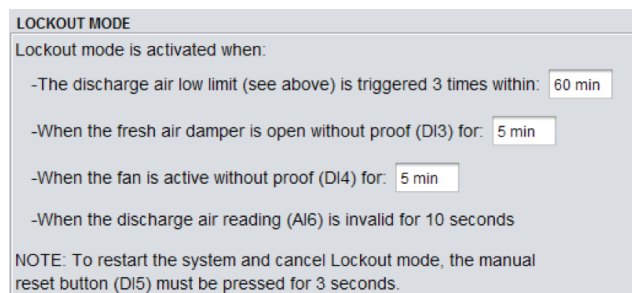 LOCKOUT MODE
Lockout mode is activated when:
-The discharge air low limit (see above) is triggered 3 times within: 60 min
-When the fresh air damper is open without proof (DI3) for: 5 min
-When the fan is active without proof (DI4) for: 5 min
-When the discharge air reading (AI6) is invalid for 10 seconds
NOTE: To restart the system and cancel Lockout mode, the manual
reset button (DI5) must be pressed for 3 seconds.